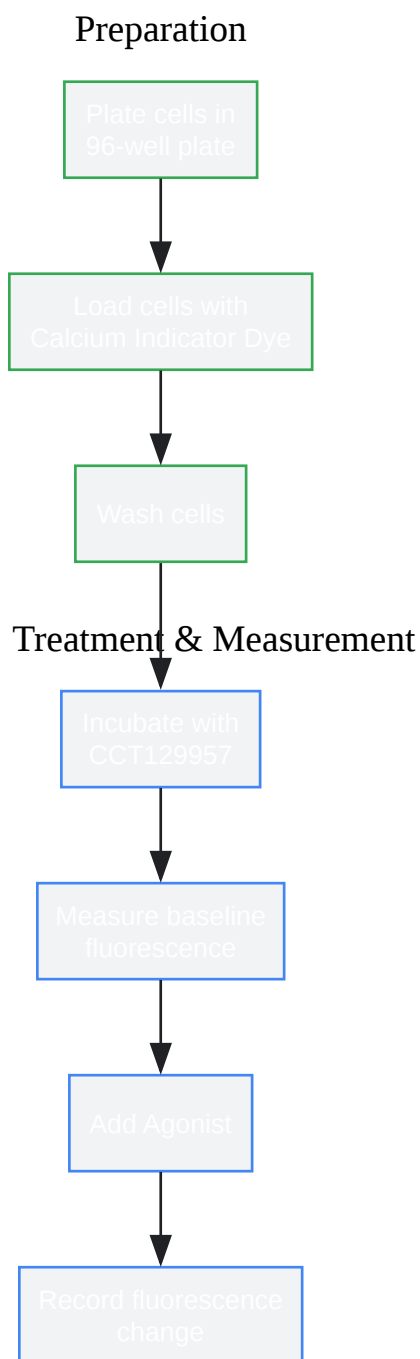 Preparation
Plate cells in
96-well plate
Load cells with
Calcium Indicator Dye
Wash cells
Treatment & Measurement
Incubate with
CCT129957
Measure baseline
fluorescence
Add Agonist
Record fluorescence
change